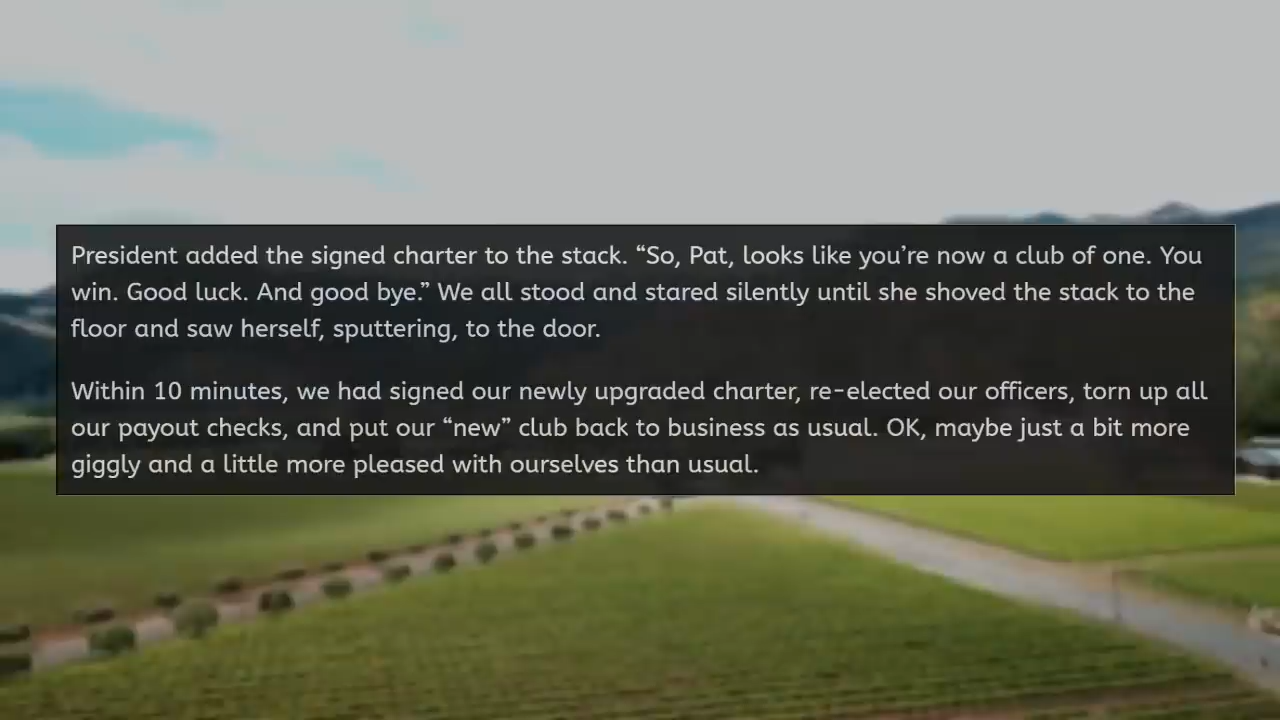 President added the signed charter to the stack. “So, Pat, looks like you’re now a club of one. You
win. Good luck. And good bye.” We all stood and stared silently until she shoved the stack to the
floor and saw herself, sputtering, to the door.
Within 10 minutes, we had signed our newly upgraded charter, re-elected our officers, torn up all
our payout checks, and put our “new” club back to business as usual. OK, maybe just a bit more
giggly and a little more pleased with ourselves than usual.